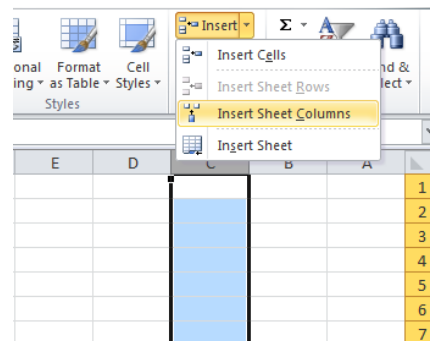 Insert
Σ
onal Format Cell
ing as Table Styles
Styles
Insert Cells
Insert Sheet Rows
Insert Sheet Columns
Insert Sheet
d &
lect
E D C B A
1
2
3
4
5
6
7